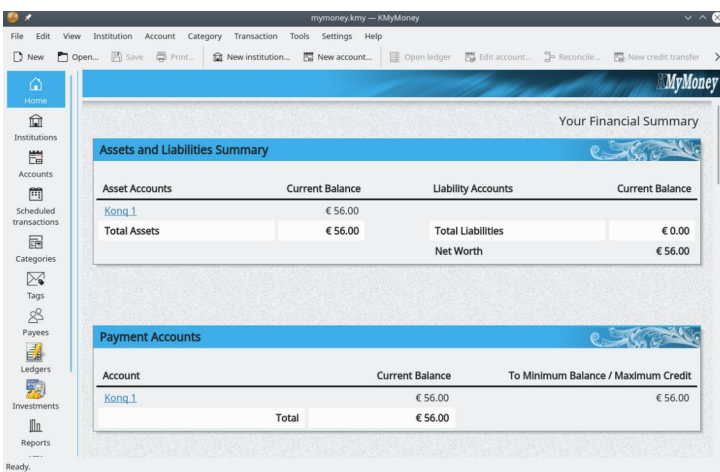 mymoney.kmy — KMyMoney
File Edit View Institution Account Category Transaction Tools Settings Help
New Open... Save Print... New institution... New account... Open ledger Edit account... Reconcile... New credit transfer
KMyMoney
Home
Institutions
Accounts
Scheduled
transactions
Categories
Tags
Payees
Ledgers
Investments
Reports
Your Financial Summary
Assets and Liabilities Summary
Asset Accounts Current Balance Liability Accounts Current Balance
Konq 1 € 56.00
Total Assets € 56.00 Total Liabilities € 0.00
Net Worth € 56.00
Payment Accounts
Account Current Balance To Minimum Balance / Maximum Credit
Konq 1 € 56.00 € 56.00
Total € 56.00
Ready.